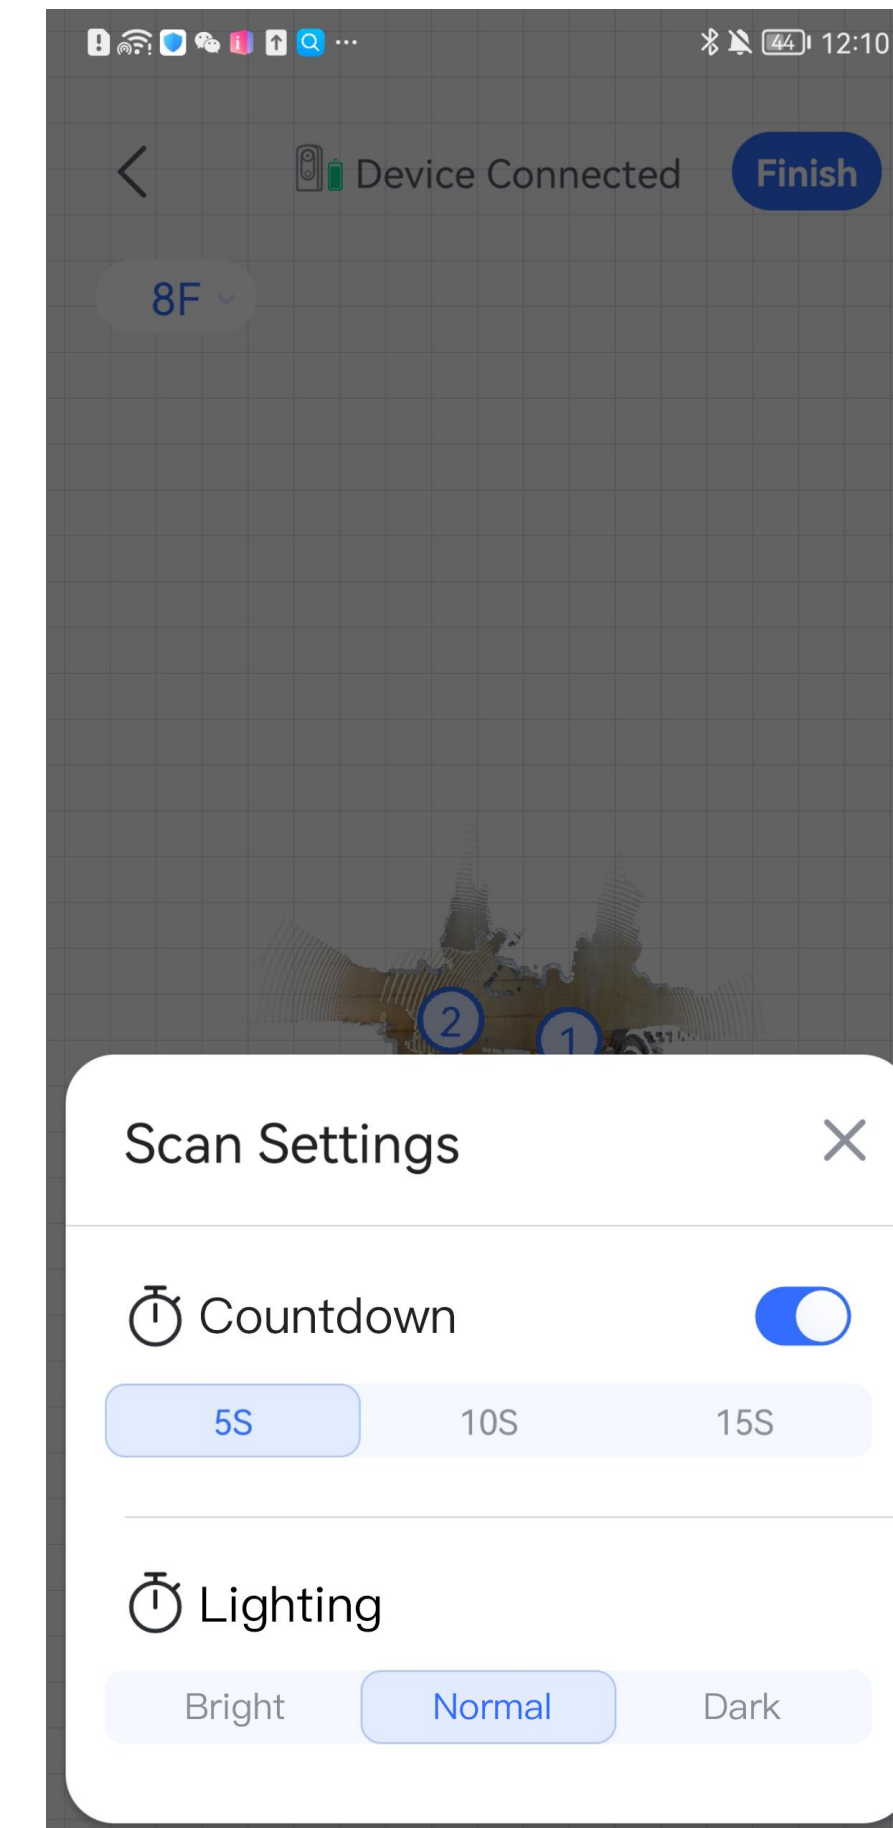 44 12:10
Device Connected Finish
8F
2 1
Scan Settings
Countdown
5S 10S 15S
Lighting
Bright Normal Dark